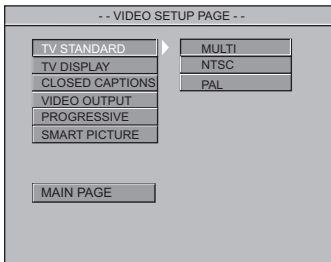 - - VIDEO SETUP PAGE - -
TV STANDARD
MULTI
TV DISPLAY
NTSC
CLOSED CAPTIONS
PAL
VIDEO OUTPUT
PROGRESSIVE
SMART PICTURE
MAIN PAGE